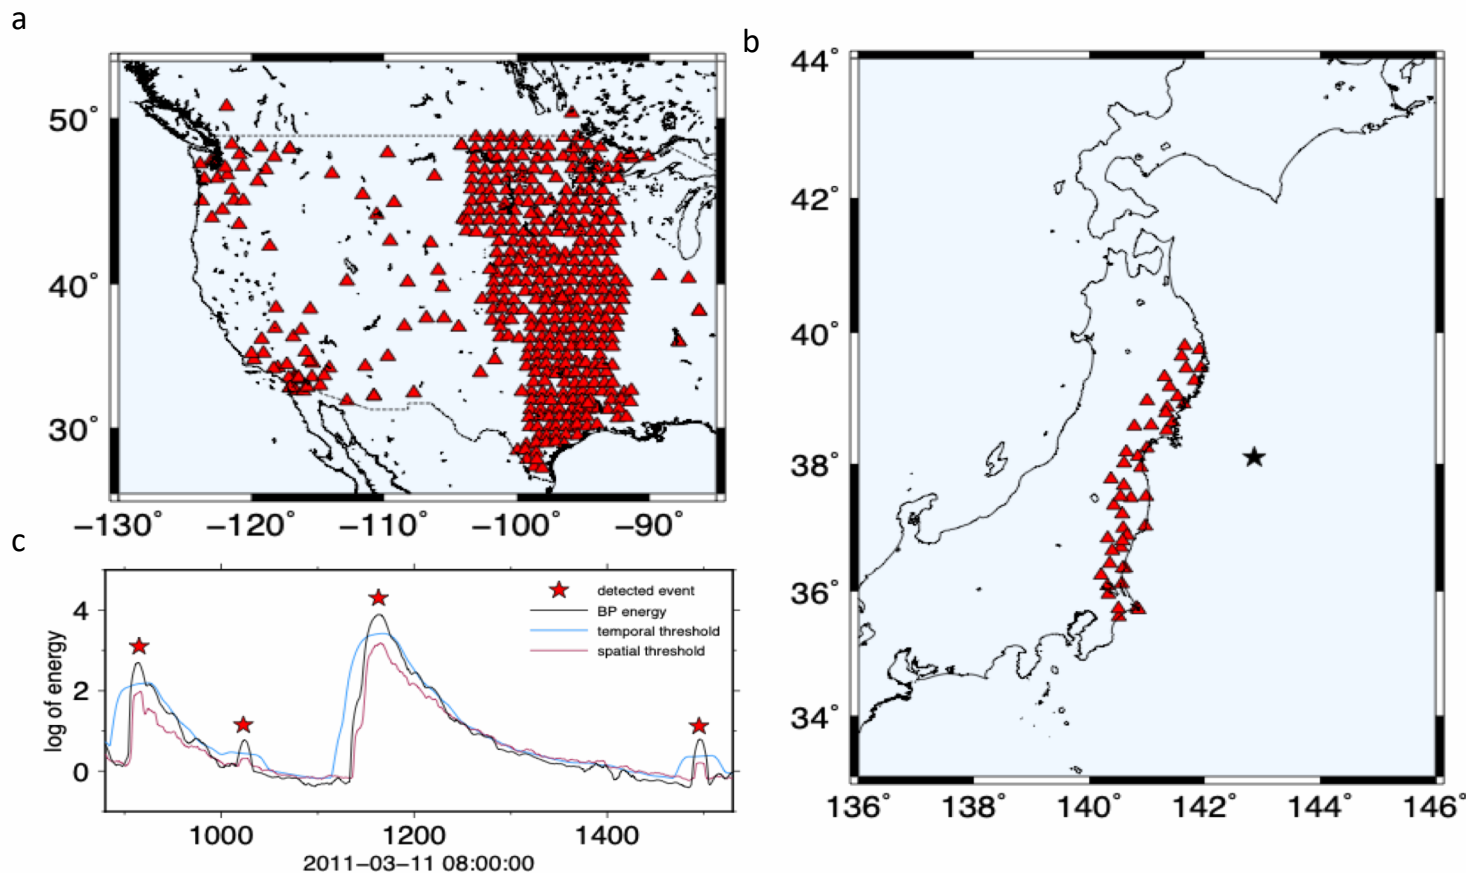 a
50°
40°
30°
−130° −120° −110° −100° −90°
b
44°
42°
40°
38°
36°
34°
136° 138° 140° 142° 144° 146°
c
log of energy
4
2
0
detected event
BP energy
temporal threshold
spatial threshold
1000 1200 1400
2011−03−11 08:00:00